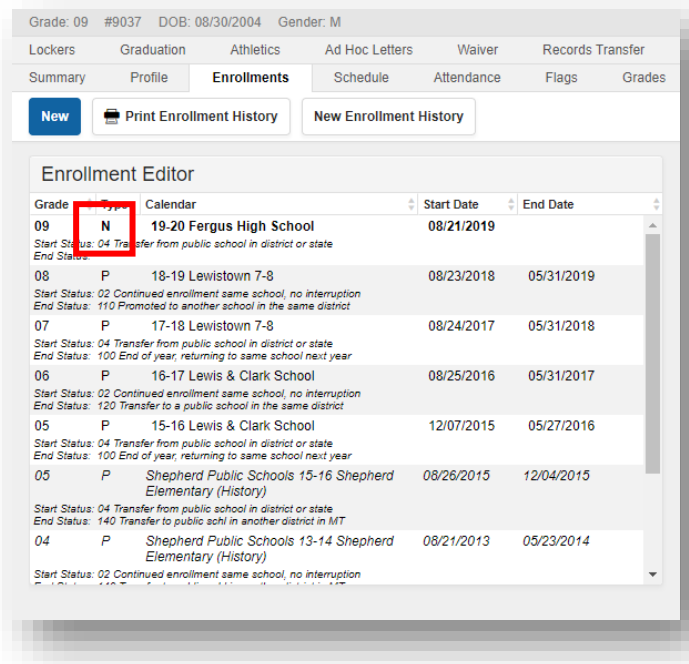 Grade: 09 #9037 DOB: 08/30/2004 Gender: M
Lockers Graduation Athletics Ad Hoc Letters Waiver Records Transfer
Summary Profile Enrollments Schedule Attendance Flags Grades
New Print Enrollment History New Enrollment History
Enrollment Editor
Grade Type Calendar Start Date End Date
09 N 19-20 Fergus High School 08/21/2019
Start Status: 04 Transfer from public school in district or state
End Status:
08 P 18-19 Lewistown 7-8 08/23/2018 05/31/2019
Start Status: 02 Continued enrollment same school, no interruption
End Status: 110 Promoted to another school in the same district
07 P 17-18 Lewistown 7-8 08/24/2017 05/31/2018
Start Status: 04 Transfer from public school in district or state
End Status: 100 End of year, returning to same school next year
06 P 16-17 Lewis & Clark School 08/25/2016 05/31/2017
Start Status: 02 Continued enrollment same school, no interruption
End Status: 120 Transfer to a public school in the same district
05 P 15-16 Lewis & Clark School 12/07/2015 05/27/2016
Start Status: 04 Transfer from public school in district or state
End Status: 100 End of year, returning to same school next year
05 P Shepherd Public Schools 15-16 Shepherd 08/26/2015 12/04/2015
Elementary (History)
Start Status: 04 Transfer from public school in district or state
End Status: 140 Transfer to public schl in another district in MT
04 P Shepherd Public Schools 13-14 Shepherd 08/21/2013 05/23/2014
Elementary (History)
Start Status: 02 Continued enrollment same school, no interruption